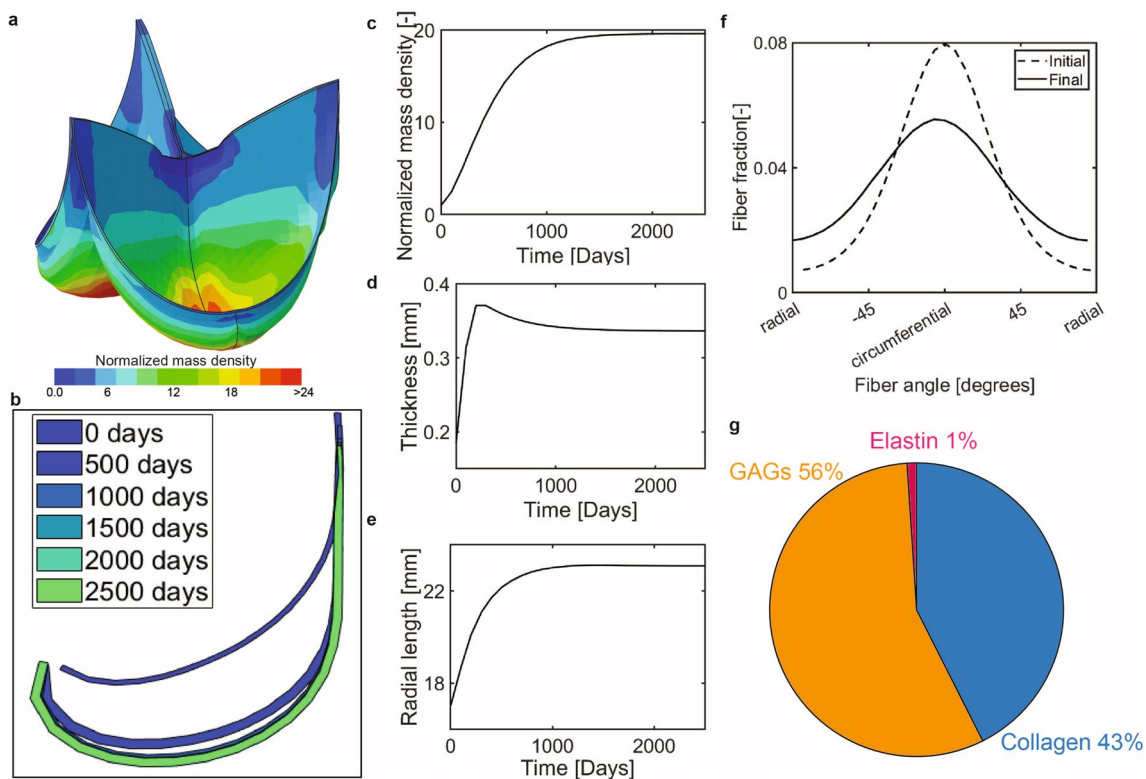 a
Normalized mass density
0.0 6 12 18 >24
b
0 days
500 days
1000 days
1500 days
2000 days
2500 days
c
Normalized mass density [-]
20
10
0
0 1000 2000
Time [Days]
d
Thickness [mm]
0.4
0.3
0.2
0 1000 2000
Time [Days]
e
Radial length [mm]
22
18
0 1000 2000
Time [Days]
f
Fiber fraction[-]
0.08
0.04
0
Initial
Final
radial -45 circumferential 45 radial
Fiber angle [degrees]
g
Elastin 1%
GAGs 56%
Collagen 43%